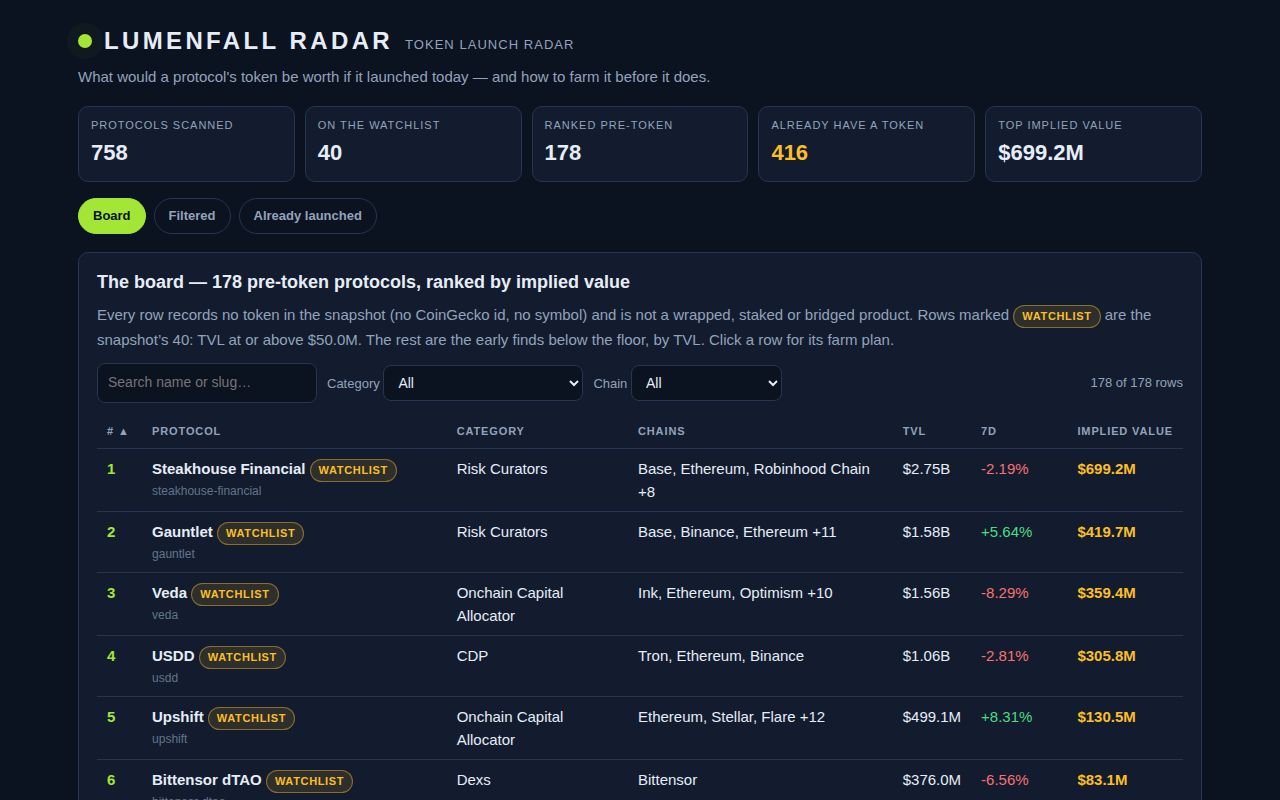 LUMENFALL RADAR TOKEN LAUNCH RADAR
What would a protocol's token be worth if it launched today — and how to farm it before it does.
PROTOCOLS SCANNED
758
ON THE WATCHLIST
40
RANKED PRE-TOKEN
178
ALREADY HAVE A TOKEN
416
TOP IMPLIED VALUE
$699.2M
Board
Filtered
Already launched
The board — 178 pre-token protocols, ranked by implied value
Every row records no token in the snapshot (no CoinGecko id, no symbol) and is not a wrapped, staked or bridged product. Rows marked WATCHLIST are the
snapshot's 40: TVL at or above $50.0M. The rest are the early finds below the floor, by TVL. Click a row for its farm plan.
Search name or slug… Category All Chain All 178 of 178 rows
# ▲ PROTOCOL CATEGORY CHAINS TVL 7D IMPLIED VALUE
1 Steakhouse Financial WATCHLIST Risk Curators Base, Ethereum, Robinhood Chain $2.75B -2.19% $699.2M
steakhouse-financial +8
2 Gauntlet WATCHLIST Risk Curators Base, Binance, Ethereum +11 $1.58B +5.64% $419.7M
gauntlet
3 Veda WATCHLIST Onchain Capital Ink, Ethereum, Optimism +10 $1.56B -8.29% $359.4M
veda Allocator
4 USDD WATCHLIST CDP Tron, Ethereum, Binance $1.06B -2.81% $305.8M
usdd
5 Upshift WATCHLIST Onchain Capital Ethereum, Stellar, Flare +12 $499.1M +8.31% $130.5M
upshift Allocator
6 Bittensor dTAO WATCHLIST Dexs Bittensor $376.0M -6.56% $83.1M